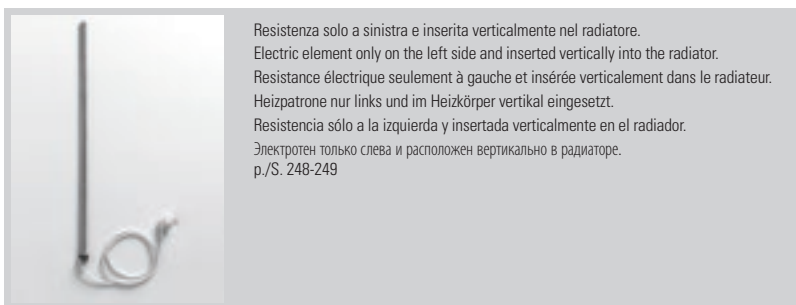 Resistenza solo a sinistra e inserita verticalmente nel radiatore.
Electric element only on the left side and inserted vertically into the radiator.
Resistance électrique seulement à gauche et insérée verticalement dans le radiateur.
Heizpatrone nur links und im Heizkörper vertikal eingesetzt.
Resistencia sólo a la izquierda y insertada verticalmente en el radiador.
Электротен только слева и расположен вертикально в радиаторе.
p./S. 248-249